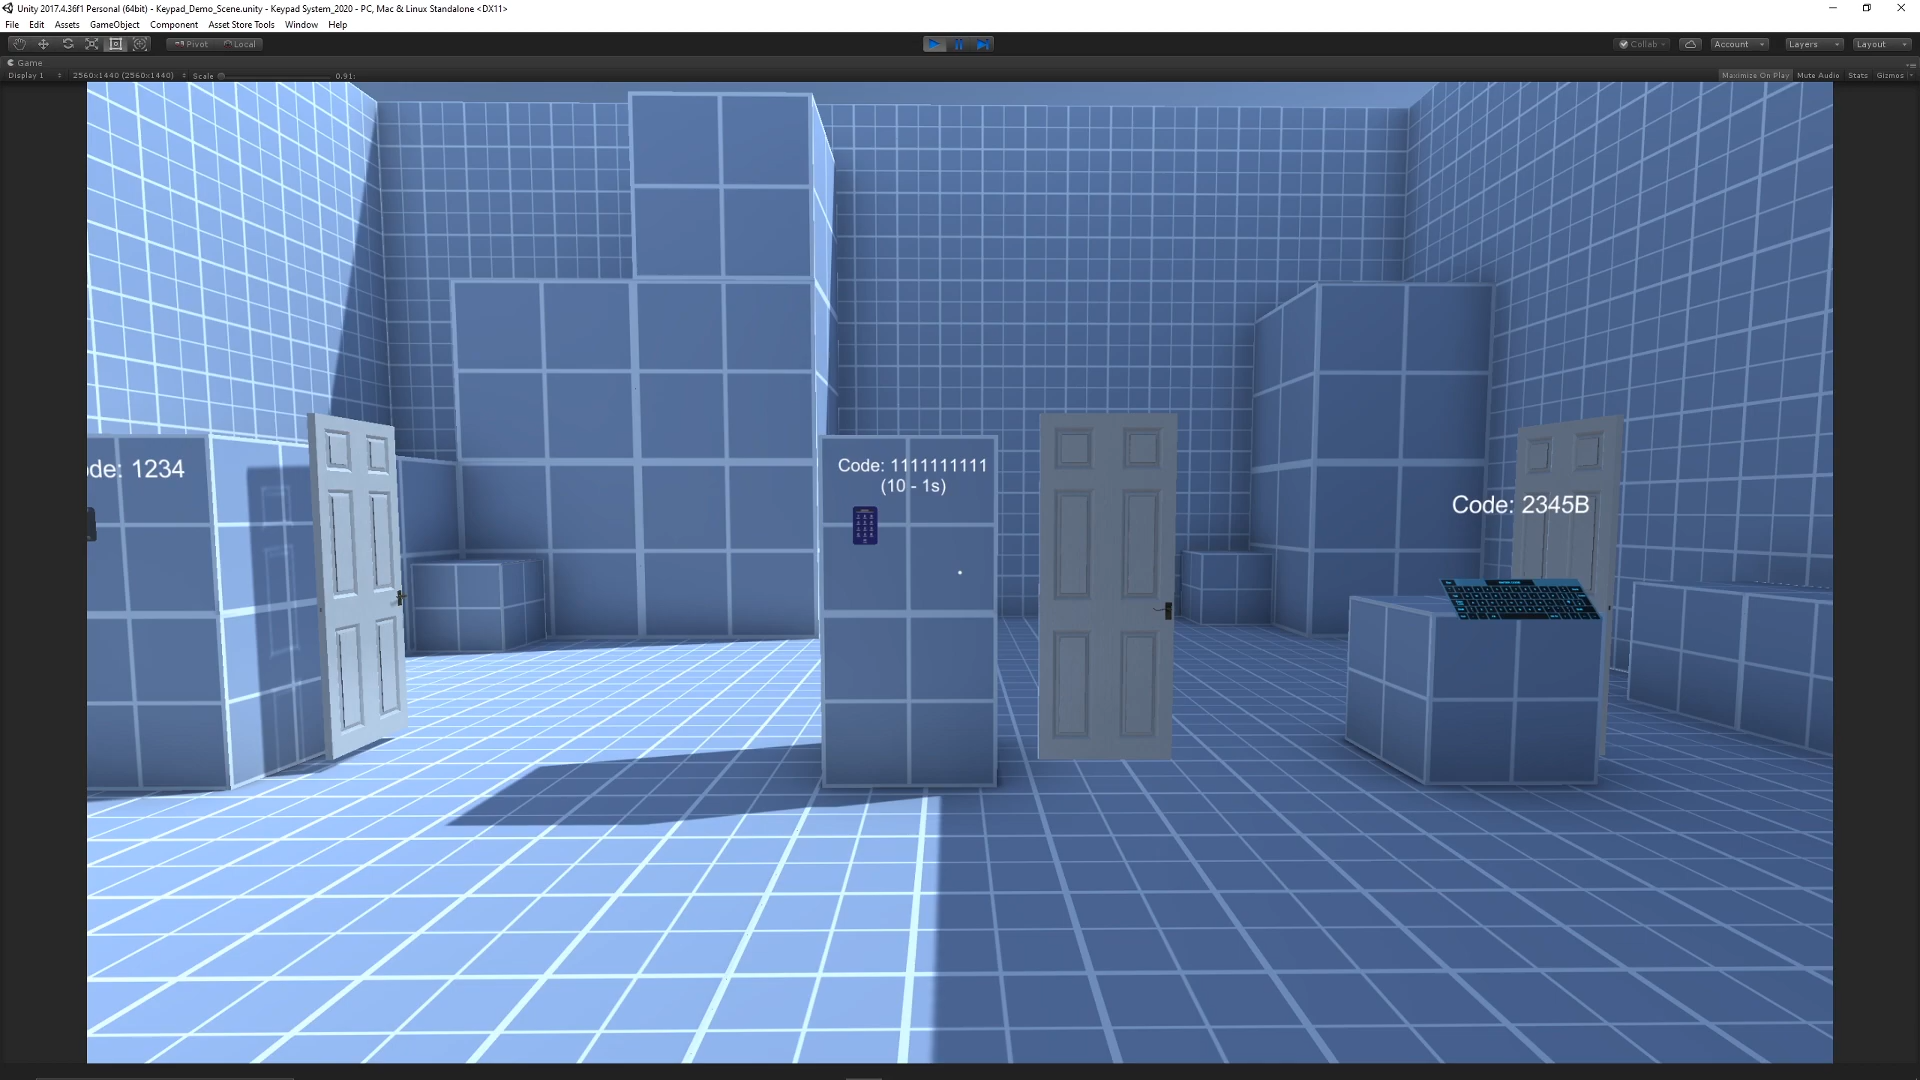 Unity 2017.4.36f1 Personal (64bit) - Keypad_Demo_Scene.unity - Keypad System_2020 - PC, Mac & Linux Standalone <DX11>
File Edit Assets GameObject Component Asset Store Tools Window Help
Pivot Local Collab Account Layers Layout
Game
Display 1 2560x1440 (2560x1440) Scale 0.91: Maximize On Play Mute Audio Stats Gizmos
ode: 1234
Code: 1111111111
(10 - 1s)
Code: 2345B